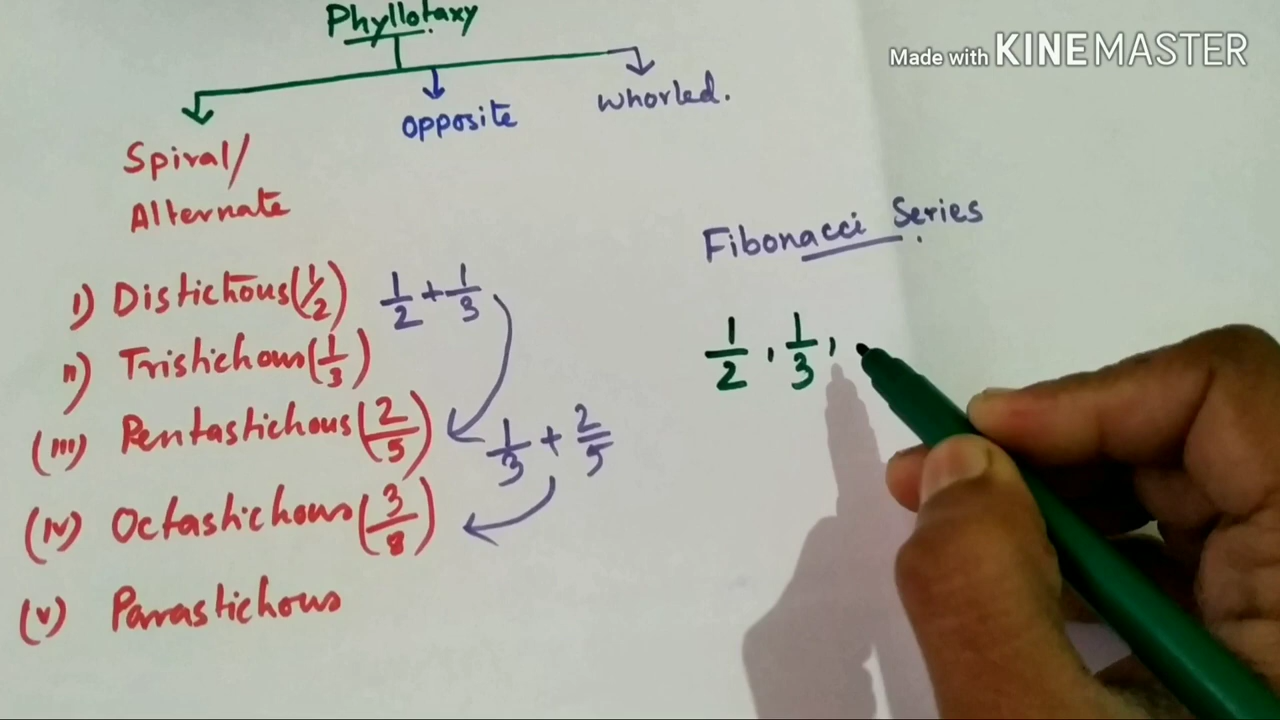 Phyllotaxy
Made with KINEMASTER
Spiral/
Alternate
opposite
whorled.
Fibonacci Series
1/2, 1/3,
i) Distichous(1/2) 1/2 + 1/3
ii) Tristichous(1/3)
(iii) Pentastichous(2/5) 1/3 + 2/5
(iv) Octastichous(3/8)
(v) Parastichous